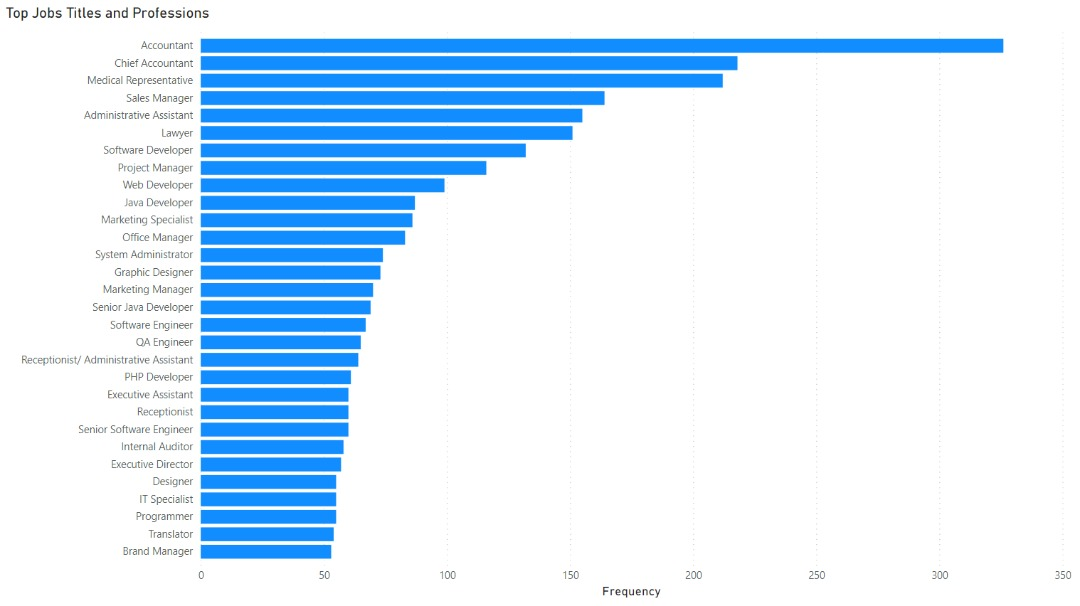 Top Jobs Titles and Professions
Accountant
Chief Accountant
Medical Representative
Sales Manager
Administrative Assistant
Lawyer
Software Developer
Project Manager
Web Developer
Java Developer
Marketing Specialist
Office Manager
System Administrator
Graphic Designer
Marketing Manager
Senior Java Developer
Software Engineer
QA Engineer
Receptionist/ Administrative Assistant
PHP Developer
Executive Assistant
Receptionist
Senior Software Engineer
Internal Auditor
Executive Director
Designer
IT Specialist
Programmer
Translator
Brand Manager
0 50 100 150 200 250 300 350
Frequency